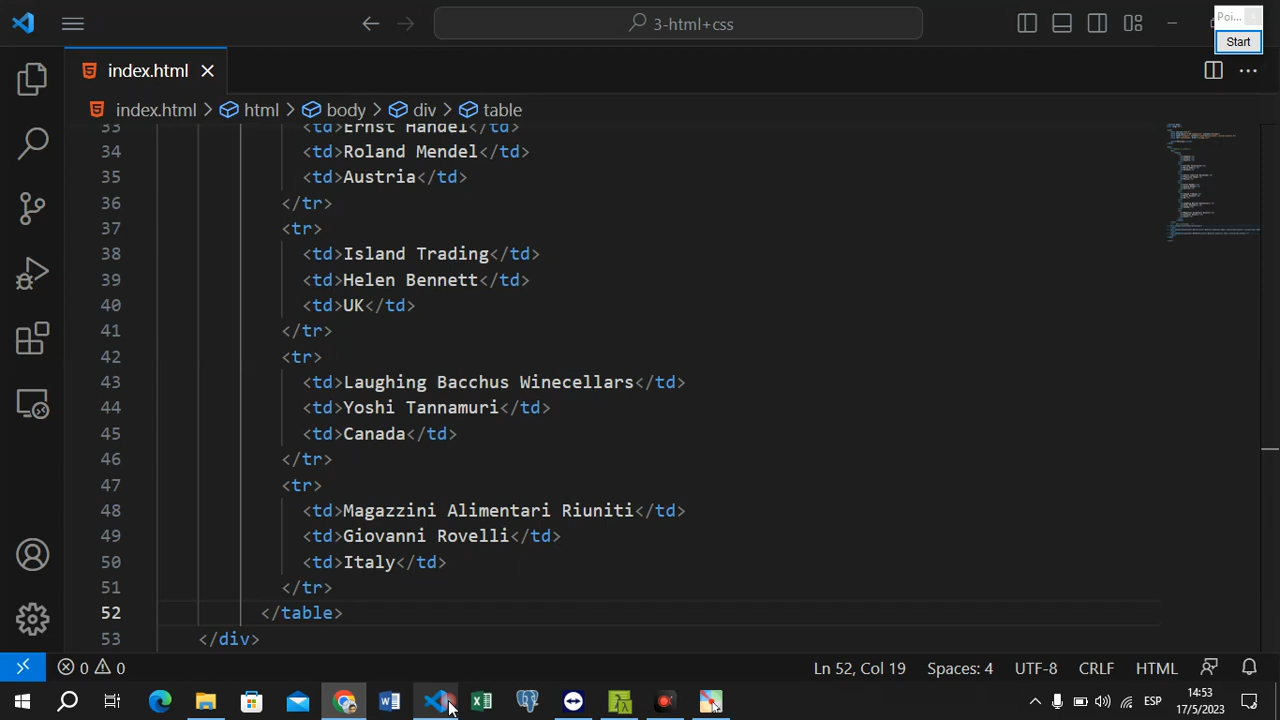 3-html+css
Poi...
Start
index.html
index.html > html > body > div > table
33 <td>Ernst Handel</td>
34 <td>Roland Mendel</td>
35 <td>Austria</td>
36 </tr>
37 <tr>
38 <td>Island Trading</td>
39 <td>Helen Bennett</td>
40 <td>UK</td>
41 </tr>
42 <tr>
43 <td>Laughing Bacchus Winecellars</td>
44 <td>Yoshi Tannamuri</td>
45 <td>Canada</td>
46 </tr>
47 <tr>
48 <td>Magazzini Alimentari Riuniti</td>
49 <td>Giovanni Rovelli</td>
50 <td>Italy</td>
51 </tr>
52 </table>
53 </div>
0 0 Ln 52, Col 19 Spaces: 4 UTF-8 CRLF HTML
ESP 14:53
17/5/2023